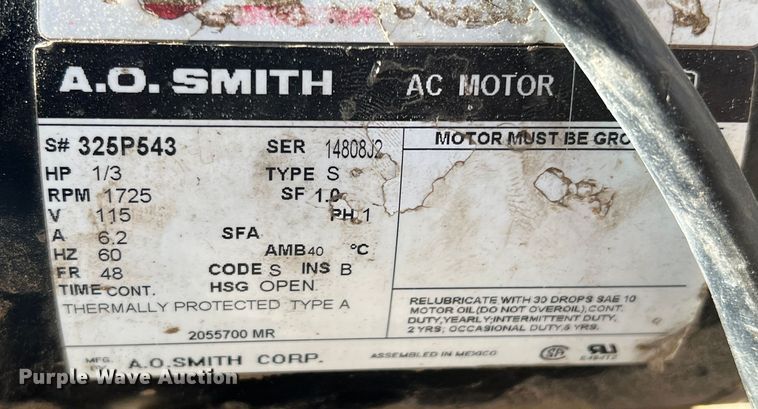 A.O. SMITH AC MOTOR
S# 325P543 SER 14808J2
MOTOR MUST BE GRO
HP 1/3 TYPE S
RPM 1725 SF 1.0
V 115 PH 1
A 6.2 SFA
HZ 60 AMB 40 °C
FR 48 CODE S INS B
TIME CONT. HSG OPEN
THERMALLY PROTECTED TYPE A
2055700 MR
RELUBRICATE WITH 30 DROPS SAE 10
MOTOR OIL(DO NOT OVEROIL),CONT.
DUTY,YEARLY;INTERMITTENT DUTY,
2 YRS; OCCASIONAL DUTY,5 YRS.
MFG. A.O.SMITH CORP. ASSEMBLED IN MEXICO
Purple Wave Auction